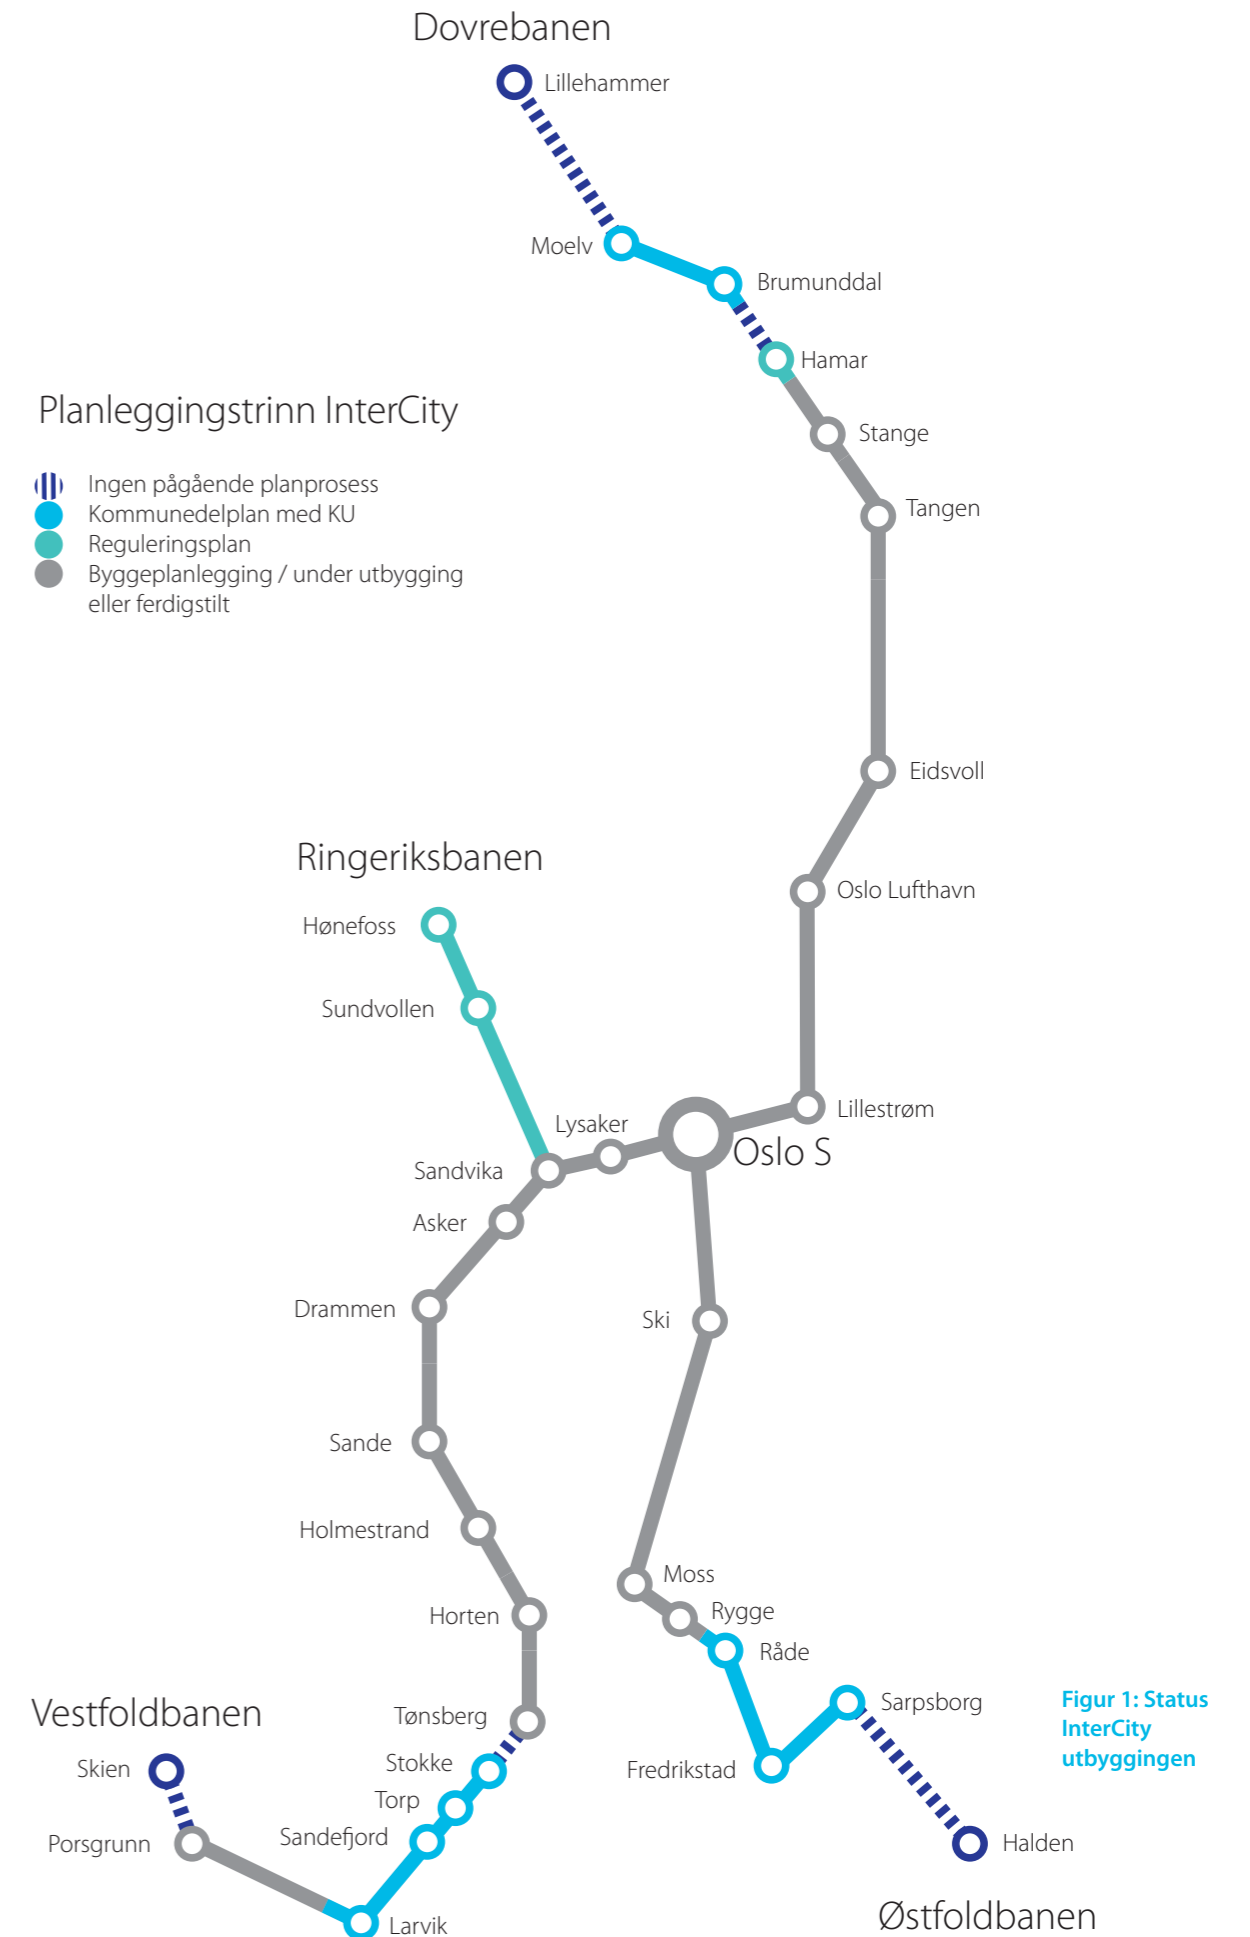 Dovrebanen
Lillehammer
Moelv
Brumunddal
Hamar
Planleggingstrinn InterCity
Stange
Ingen pågående planprosess
Kommunedelplan med KU
Reguleringsplan
Byggeplanlegging / under utbygging
eller ferdigstilt
Tangen
Eidsvoll
Ringeriksbanen
Oslo Lufthavn
Hønefoss
Sundvollen
Lysaker
Lillestrøm
Oslo S
Sandvika
Asker
Drammen
Ski
Sande
Holmestrand
Moss
Horten
Rygge
Råde
Vestfoldbanen
Tønsberg
Sarpsborg
Figur 1: Status
InterCity
utbyggingen
Skien
Stokke
Fredrikstad
Torp
Sandefjord
Porsgrunn
Halden
Larvik
Østfoldbanen